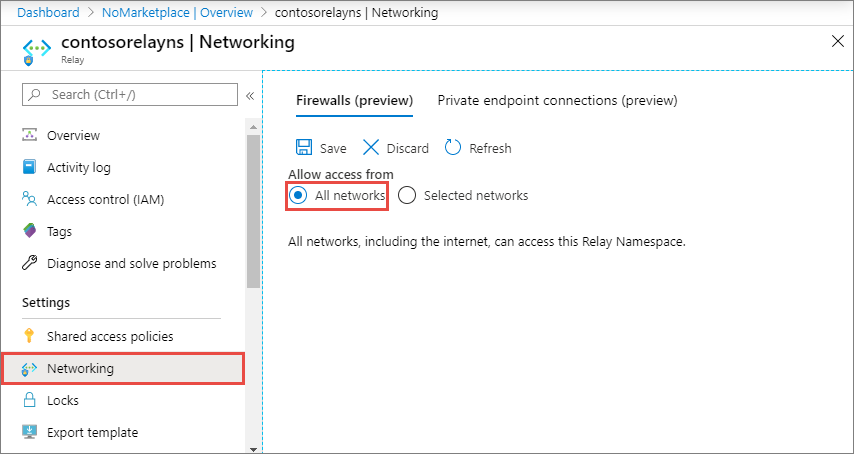 Dashboard > NoMarketplace | Overview > contosorelayns | Networking
contosorelayns | Networking
Relay
Search (Ctrl+/)
Overview
Activity log
Access control (IAM)
Tags
Diagnose and solve problems
Settings
Shared access policies
Networking
Locks
Export template
Firewalls (preview) Private endpoint connections (preview)
Save Discard Refresh
Allow access from
All networks Selected networks
All networks, including the internet, can access this Relay Namespace.